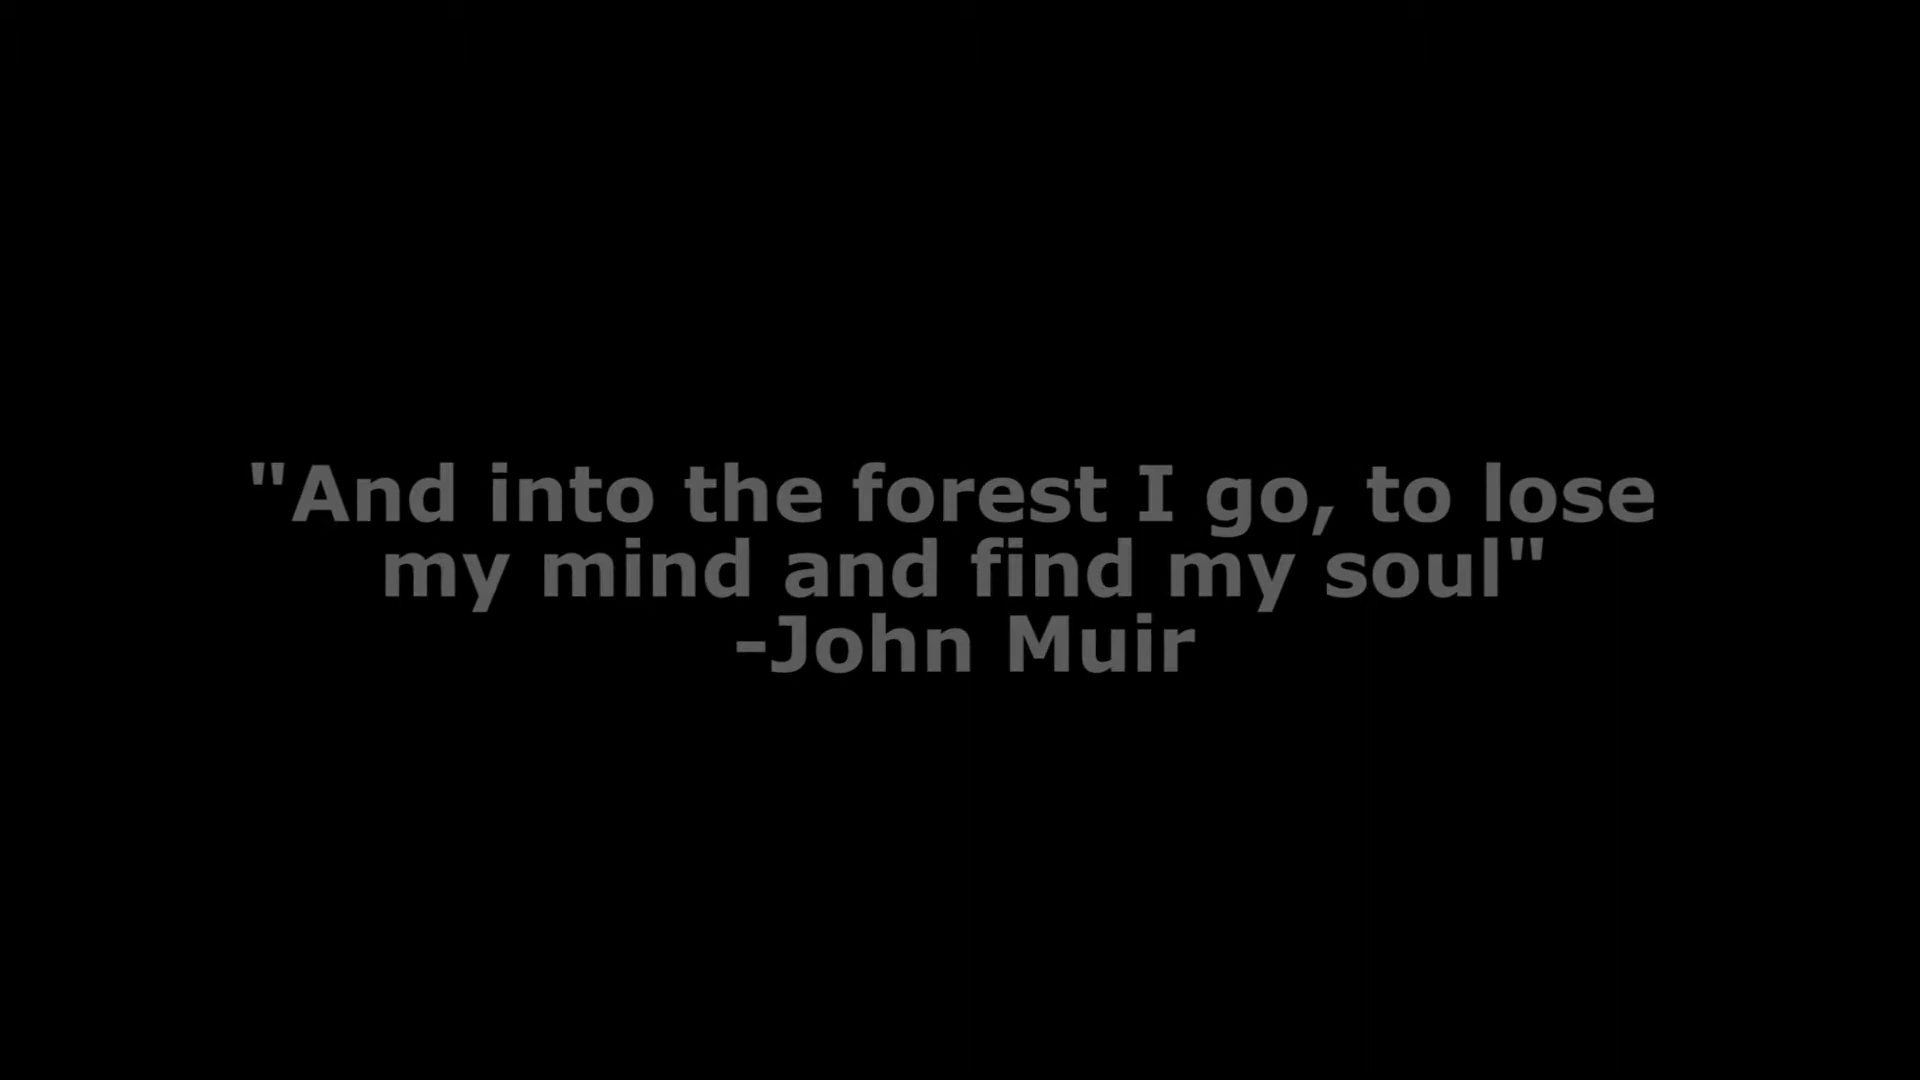 "And into the forest I go, to lose
my mind and find my soul"
-John Muir